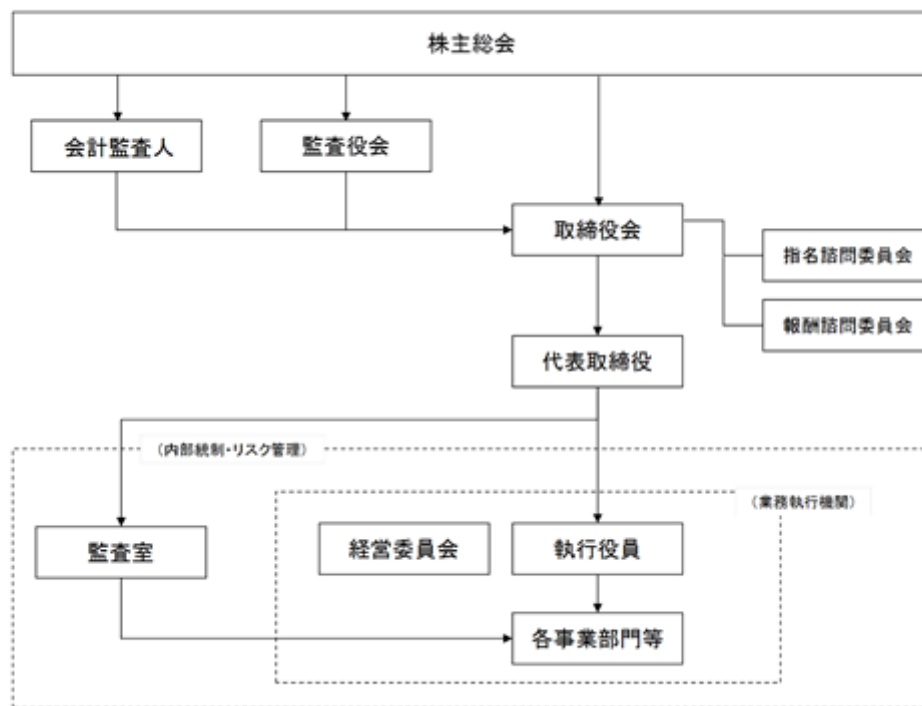 株主総会
会計監査人
監査役会
取締役会
指名諮問委員会
報酬諮問委員会
代表取締役
(内部統制・リスク管理)
(業務執行機関)
監査室
経営委員会
執行役員
各事業部門等